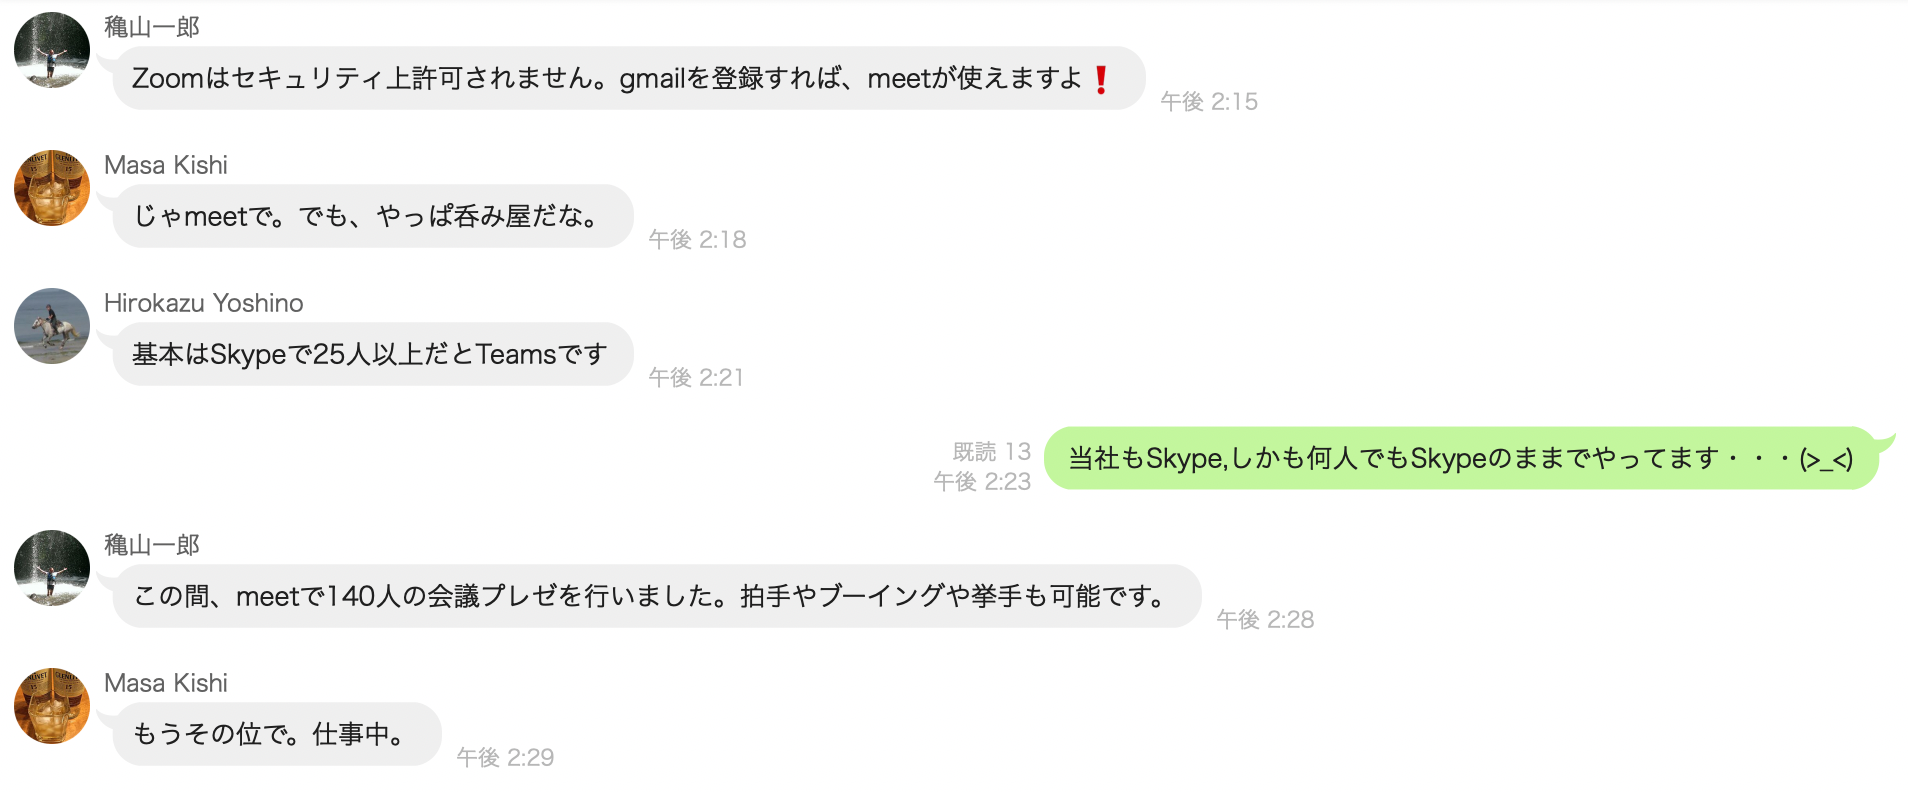 穐山一郎
Zoomはセキュリティ上許可されません。gmailを登録すれば、meetが使えますよ❗
午後 2:15
Masa Kishi
じゃmeetで。でも、やっぱ呑み屋だな。
午後 2:18
Hirokazu Yoshino
基本はSkypeで25人以上だとTeamsです
午後 2:21
既読 13
午後 2:23
当社もSkype,しかも何人でもSkypeのままでやってます・・・(>_<)
穐山一郎
この間、meetで140人の会議プレゼを行いました。拍手やブーイングや挙手も可能です。
午後 2:28
Masa Kishi
もうその位で。仕事中。
午後 2:29